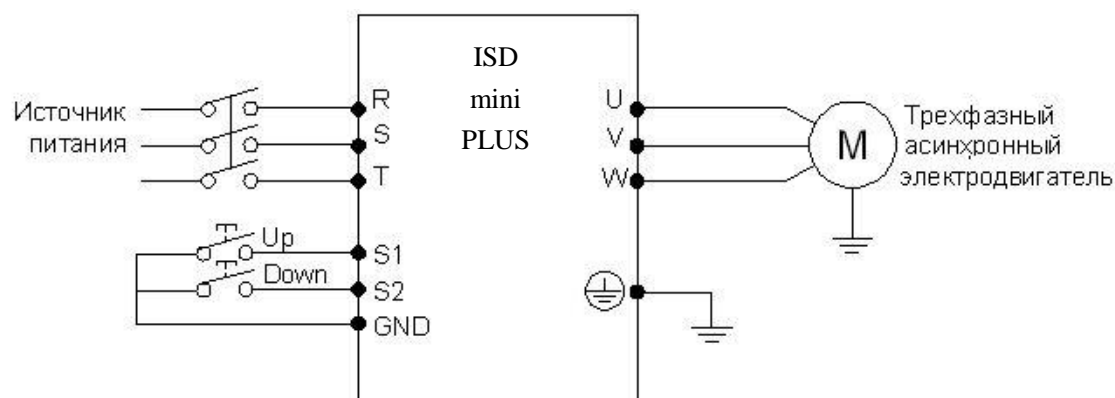 ISD
mini
PLUS
Источник
питания
R
S
T
U
V
W
M
Трехфазный
асинхронный
электродвигатель
Up
S1
Down
S2
GND